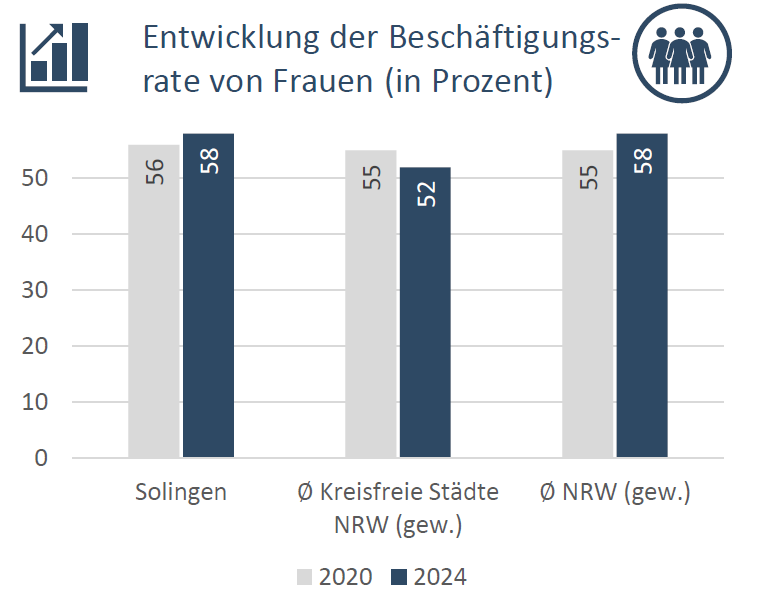 Entwicklung der Beschäftigungs-
rate von Frauen (in Prozent)
50
40
30
20
10
0
56
58
55
52
55
58
Solingen
Ø Kreisfreie Städte
NRW (gew.)
Ø NRW (gew.)
2020 2024